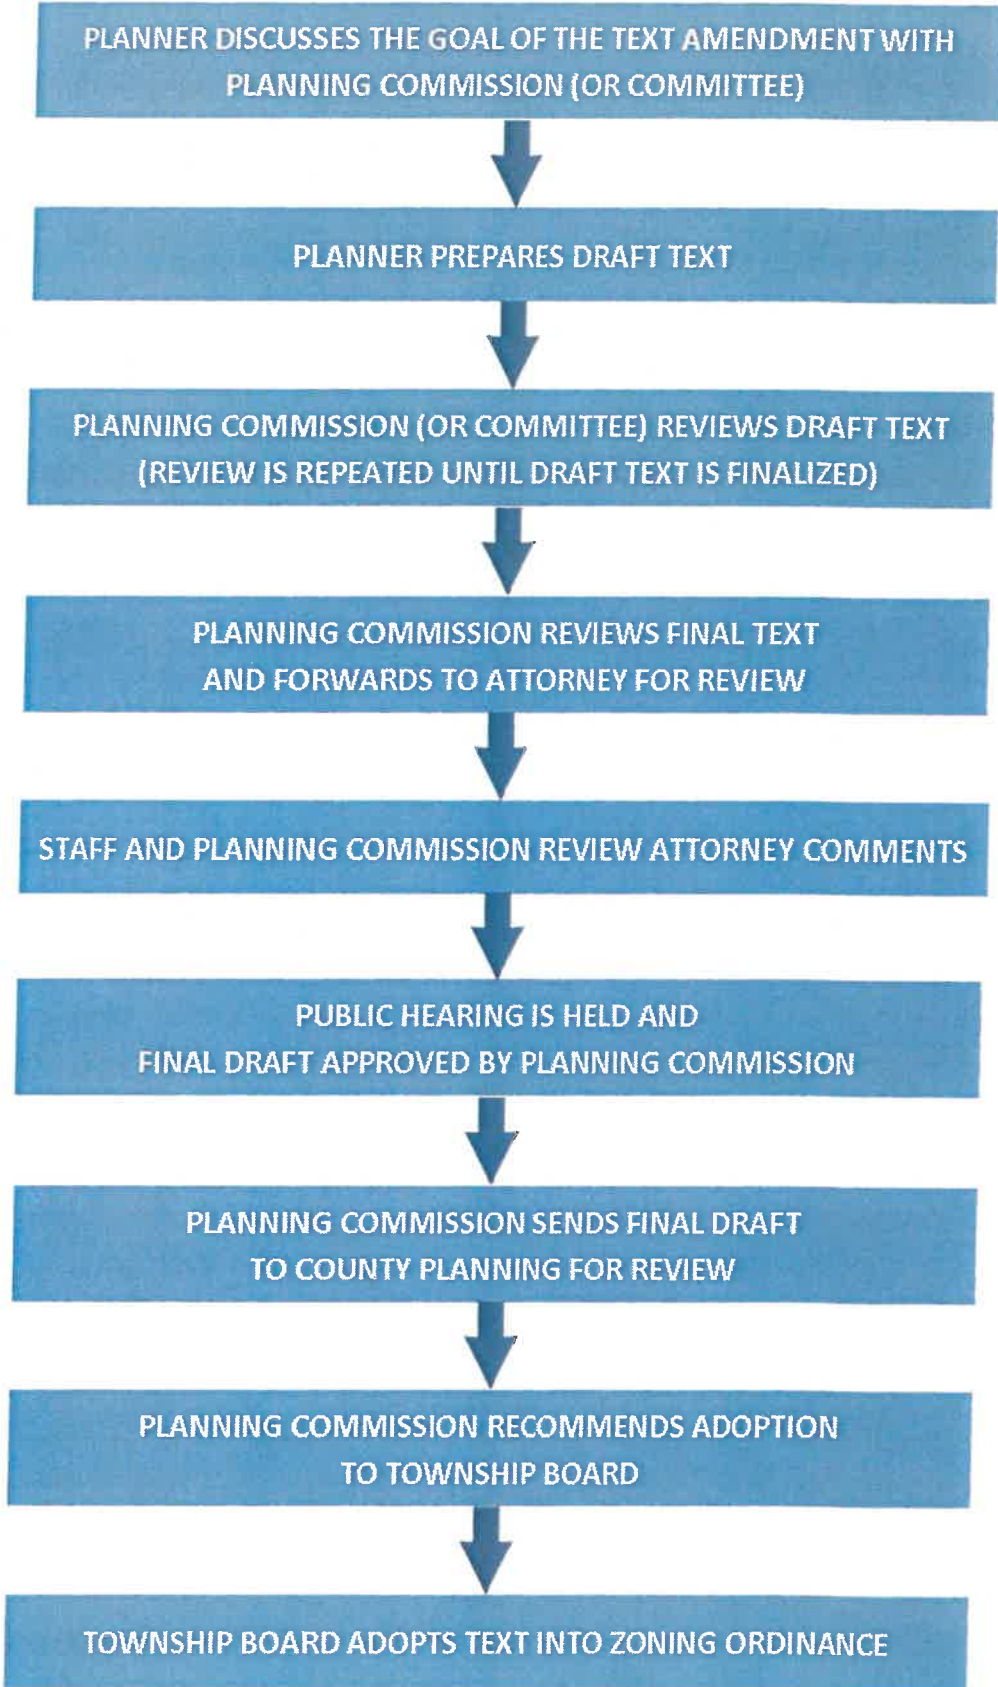 PLANNER DISCUSSES THE GOAL OF THE TEXT AMENDMENT WITH
PLANNING COMMISSION (OR COMMITTEE)
PLANNER PREPARES DRAFT TEXT
PLANNING COMMISSION (OR COMMITTEE) REVIEWS DRAFT TEXT
(REVIEW IS REPEATED UNTIL DRAFT TEXT IS FINALIZED)
PLANNING COMMISSION REVIEWS FINAL TEXT
AND FORWARDS TO ATTORNEY FOR REVIEW
STAFF AND PLANNING COMMISSION REVIEW ATTORNEY COMMENTS
PUBLIC HEARING IS HELD AND
FINAL DRAFT APPROVED BY PLANNING COMMISSION
PLANNING COMMISSION SENDS FINAL DRAFT
TO COUNTY PLANNING FOR REVIEW
PLANNING COMMISSION RECOMMENDS ADOPTION
TO TOWNSHIP BOARD
TOWNSHIP BOARD ADOPTS TEXT INTO ZONING ORDINANCE